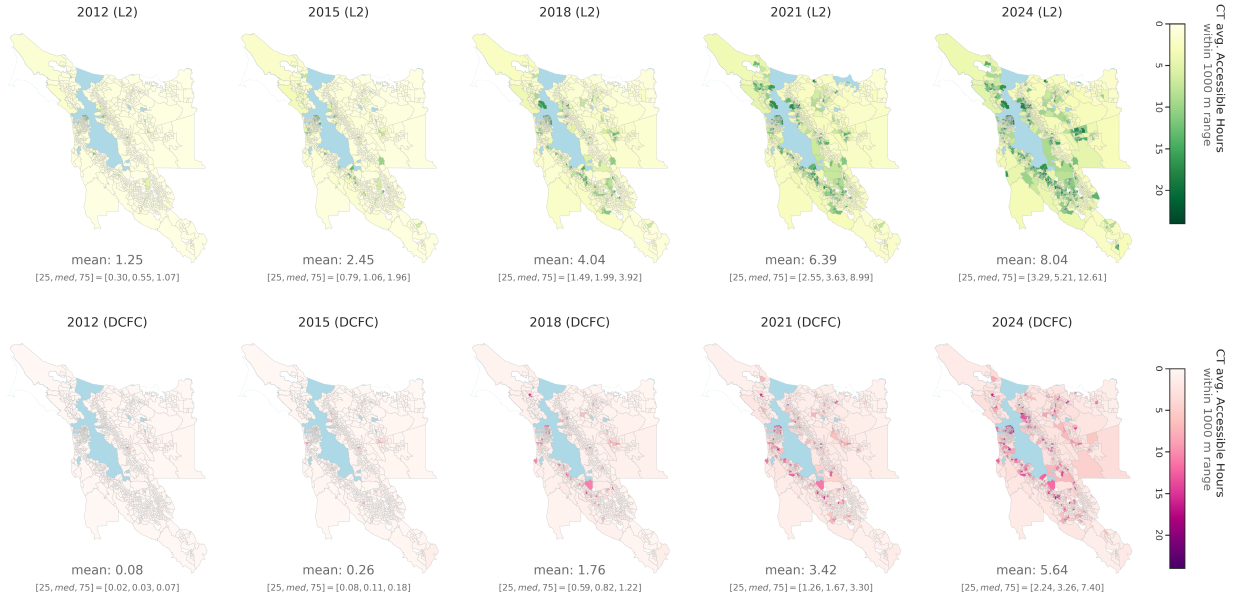 2012 (L2)
2015 (L2)
2018 (L2)
2021 (L2)
2024 (L2)
mean: 1.25
[25, med, 75] = [0.30, 0.55, 1.07]
mean: 2.45
[25, med, 75] = [0.79, 1.06, 1.96]
mean: 4.04
[25, med, 75] = [1.49, 1.99, 3.92]
mean: 6.39
[25, med, 75] = [2.55, 3.63, 8.99]
mean: 8.04
[25, med, 75] = [3.29, 5.21, 12.61]
0
5
10
15
20
CT avg. Accessible Hours
within 1000 m range
2012 (DCFC)
2015 (DCFC)
2018 (DCFC)
2021 (DCFC)
2024 (DCFC)
mean: 0.08
[25, med, 75] = [0.02, 0.03, 0.07]
mean: 0.26
[25, med, 75] = [0.08, 0.11, 0.18]
mean: 1.76
[25, med, 75] = [0.59, 0.82, 1.22]
mean: 3.42
[25, med, 75] = [1.26, 1.67, 3.30]
mean: 5.64
[25, med, 75] = [2.24, 3.26, 7.40]
0
5
10
15
20
CT avg. Accessible Hours
within 1000 m range